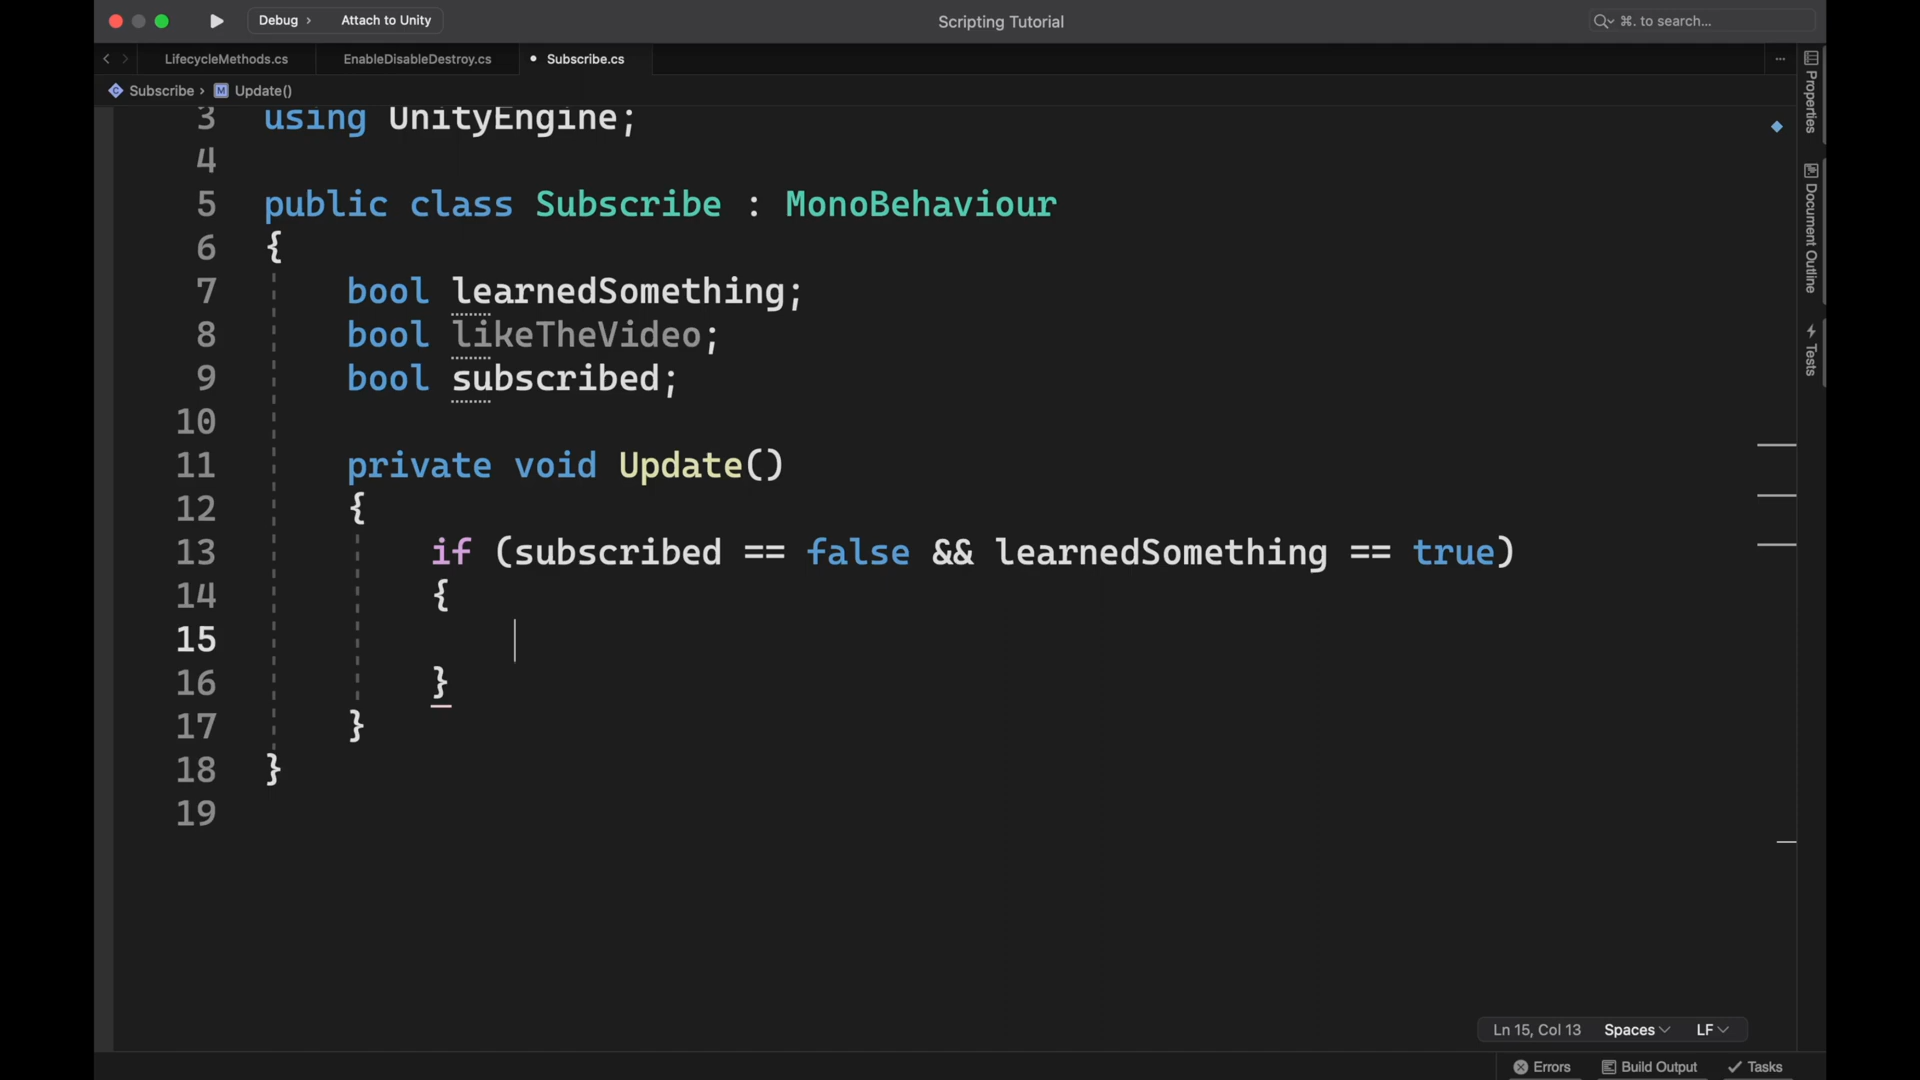 Debug › Attach to Unity
Scripting Tutorial
⌘. to search...
LifecycleMethods.cs
EnableDisableDestroy.cs
Subscribe.cs
Subscribe › M Update()
3 using UnityEngine;
4
5 public class Subscribe : MonoBehaviour
6 {
7 bool learnedSomething;
8 bool likeTheVideo;
9 bool subscribed;
10
11 private void Update()
12 {
13 if (subscribed == false && learnedSomething == true)
14 {
15
16 }
17 }
18 }
19
Properties
Document Outline
Tests
Ln 15, Col 13 Spaces LF
Errors Build Output Tasks